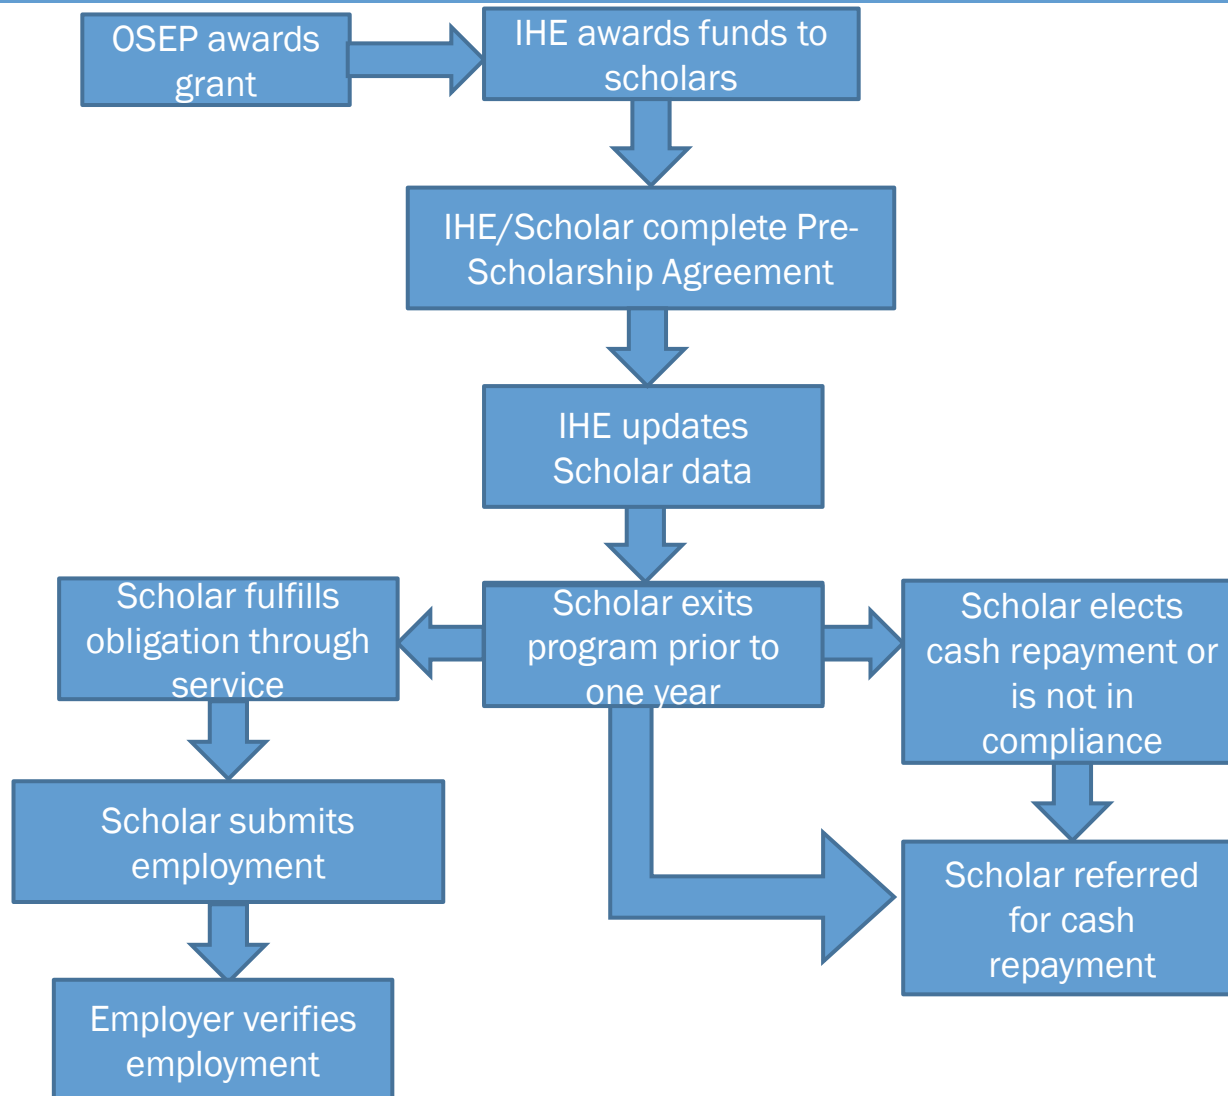 OSEP awards
grant
IHE awards funds to
scholars
IHE/Scholar complete Pre-
Scholarship Agreement
IHE updates
Scholar data
Scholar fulfills
obligation through
service
Scholar exits
program prior to
one year
Scholar elects
cash repayment or
is not in
compliance
Scholar submits
employment
Scholar referred
for cash
repayment
Employer verifies
employment